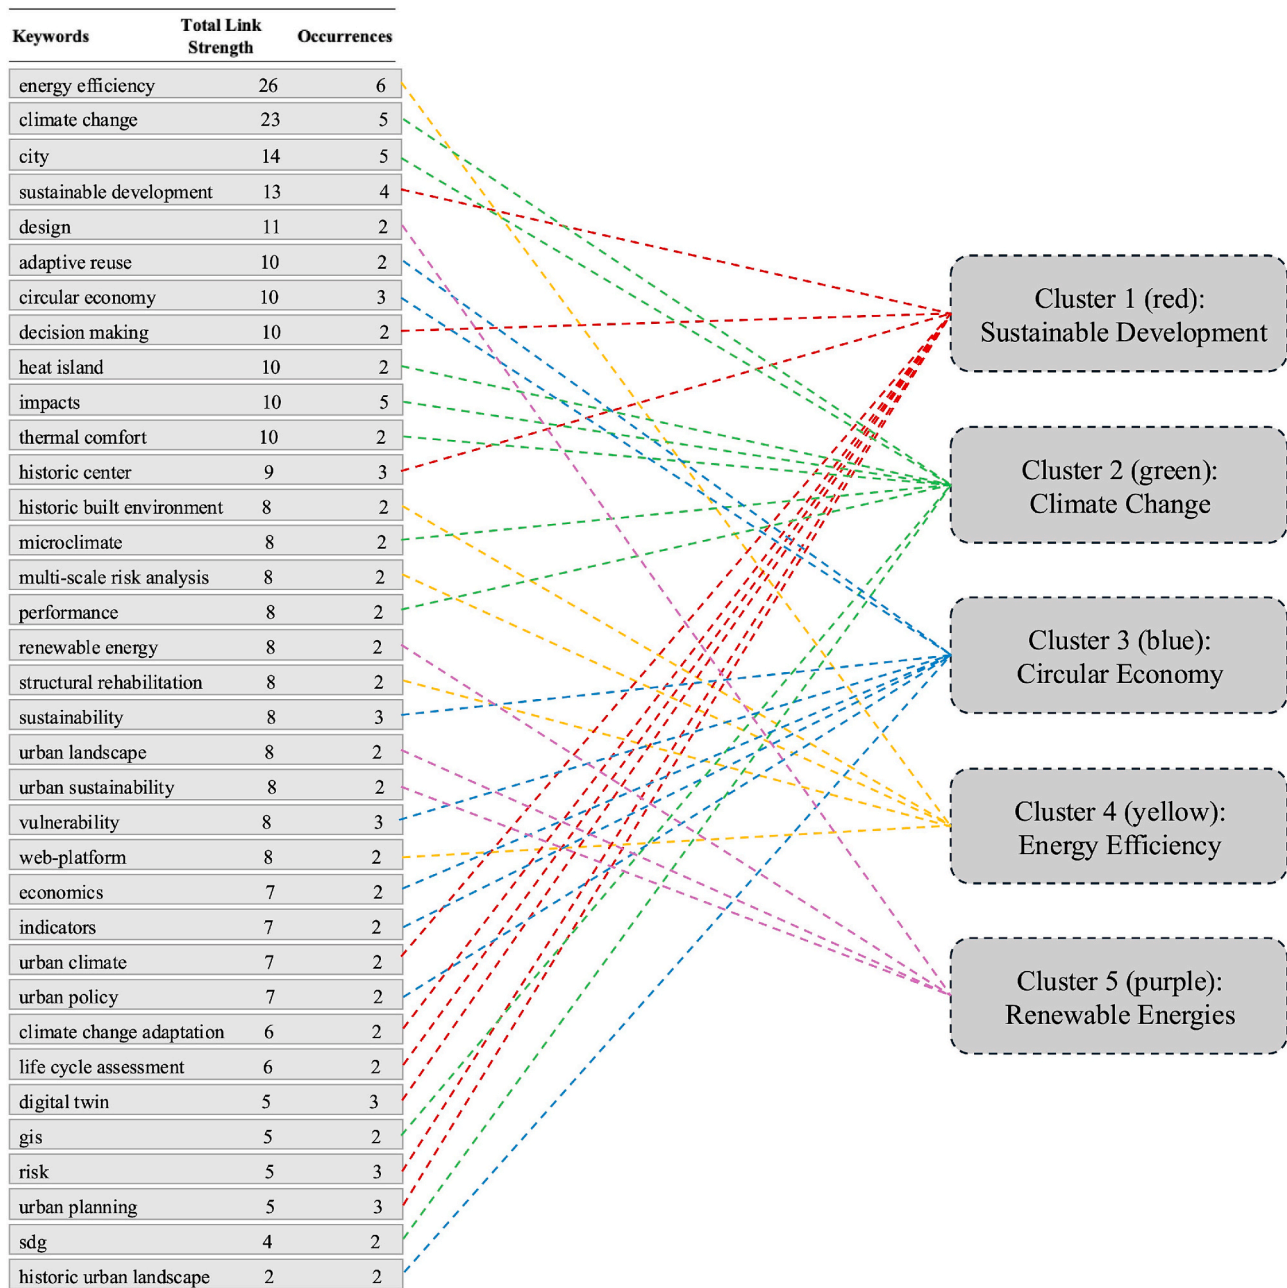 Keywords Total Link Strength Occurrences
energy efficiency 26 6
climate change 23 5
city 14 5
sustainable development 13 4
design 11 2
adaptive reuse 10 2
circular economy 10 3
decision making 10 2
heat island 10 2
impacts 10 5
thermal comfort 10 2
historic center 9 3
historic built environment 8 2
microclimate 8 2
multi-scale risk analysis 8 2
performance 8 2
renewable energy 8 2
structural rehabilitation 8 2
sustainability 8 3
urban landscape 8 2
urban sustainability 8 2
vulnerability 8 3
web-platform 8 2
economics 7 2
indicators 7 2
urban climate 7 2
urban policy 7 2
climate change adaptation 6 2
life cycle assessment 6 2
digital twin 5 3
gis 5 2
risk 5 3
urban planning 5 3
sdg 4 2
historic urban landscape 2 2
Cluster 1 (red):
Sustainable Development
Cluster 2 (green):
Climate Change
Cluster 3 (blue):
Circular Economy
Cluster 4 (yellow):
Energy Efficiency
Cluster 5 (purple):
Renewable Energies